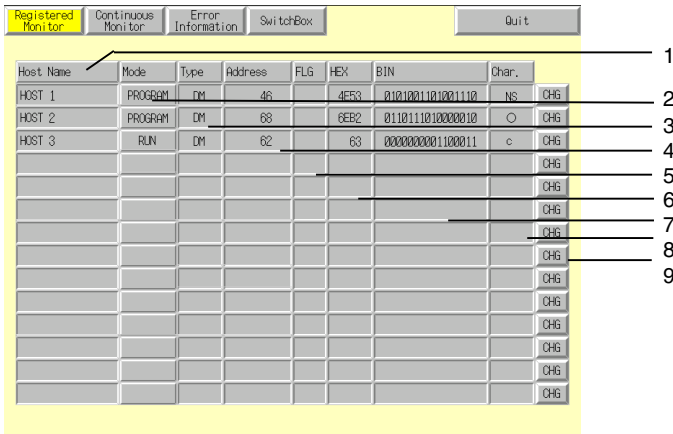 Registered Monitor
Continuous Monitor
Error Information
SwitchBox
Quit
1
Host Name Mode Type Address FLG HEX BIN Char.
HOST 1 PROGRAM DM 46 4E53 0101001101001110 NS CHG
2
HOST 2 PROGRAM DM 68 6EB2 0110111010000010 O CHG
3
HOST 3 RUN DM 62 63 0000000001100011 c CHG
4
CHG
5
CHG
6
CHG
7
CHG
8
CHG
9
CHG
CHG
CHG
CHG
CHG
CHG